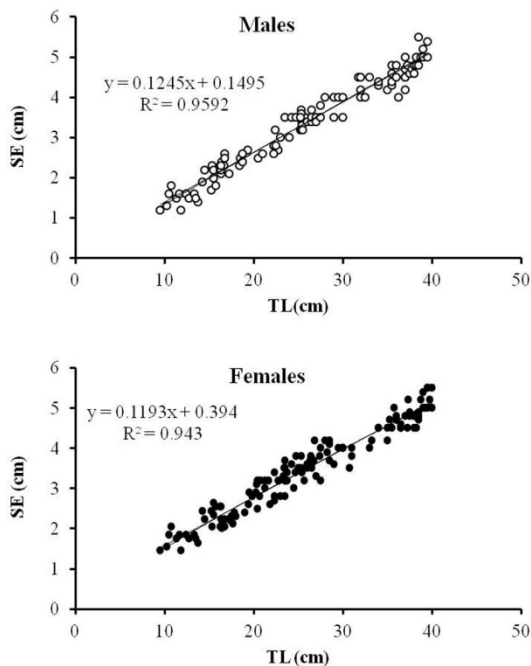 Males
6
5
y = 0.1245x + 0.1495
R² = 0.9592
4
SE (cm)
3
2
1
0
0 10 20 30 40 50
TL(cm)
Females
6
5
y = 0.1193x + 0.394
R² = 0.943
4
SE (cm)
3
2
1
0
0 10 20 30 40 50
TL (cm)